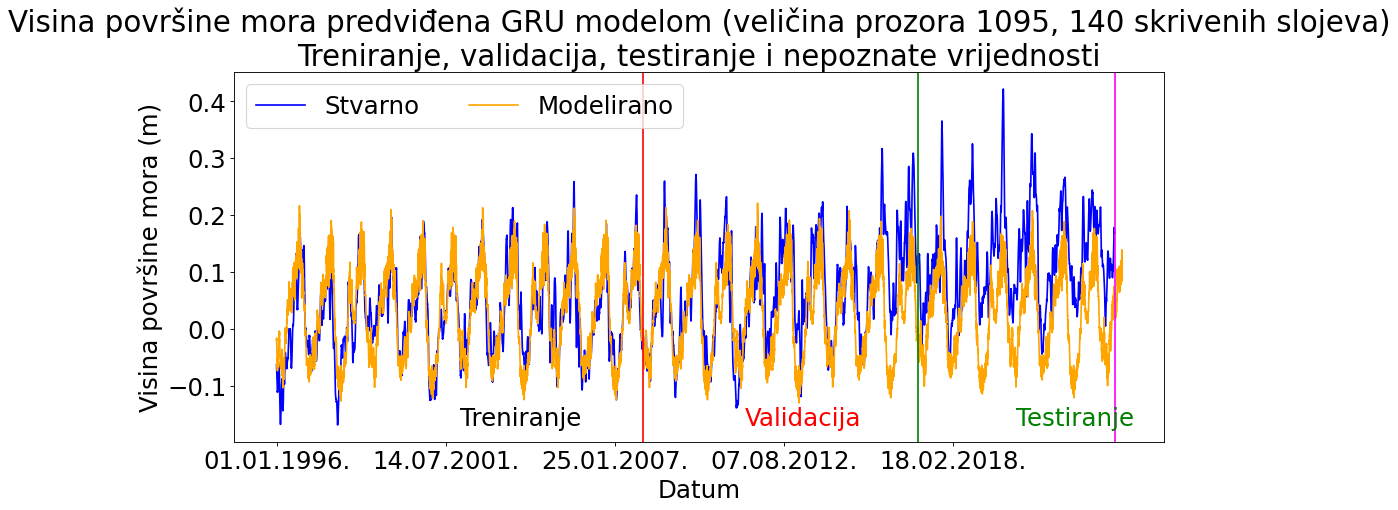 Visina površine mora predviđena GRU modelom (veličina prozora 1095, 140 skrivenih slojeva)
Treniranje, validacija, testiranje i nepoznate vrijednosti
Stvarno
Modelirano
Visina površine mora (m)
0.4
0.3
0.2
0.1
0.0
−0.1
Treniranje
Validacija
Testiranje
01.01.1996.
14.07.2001.
25.01.2007.
07.08.2012.
18.02.2018.
Datum